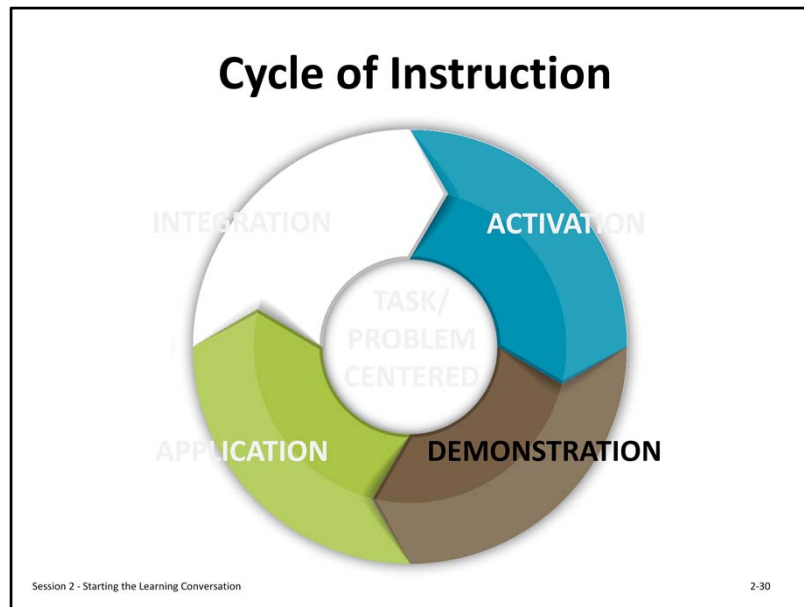 Cycle of Instruction
INTEGRATION
ACTIVATION
TASK/
PROBLEM
CENTERED
APPLICATION
DEMONSTRATION
Session 2 - Starting the Learning Conversation
2-30